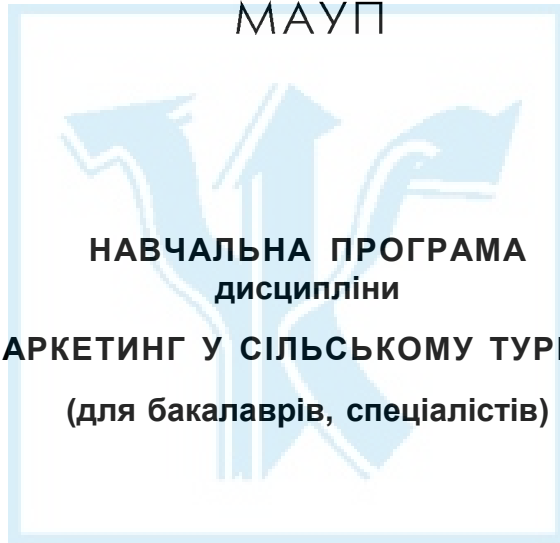 МАУП
НАВЧАЛЬНА ПРОГРАМА
дисципліни
АРКЕТИНГ У СІЛЬСЬКОМУ ТУР
(для бакалаврів, спеціалістів)